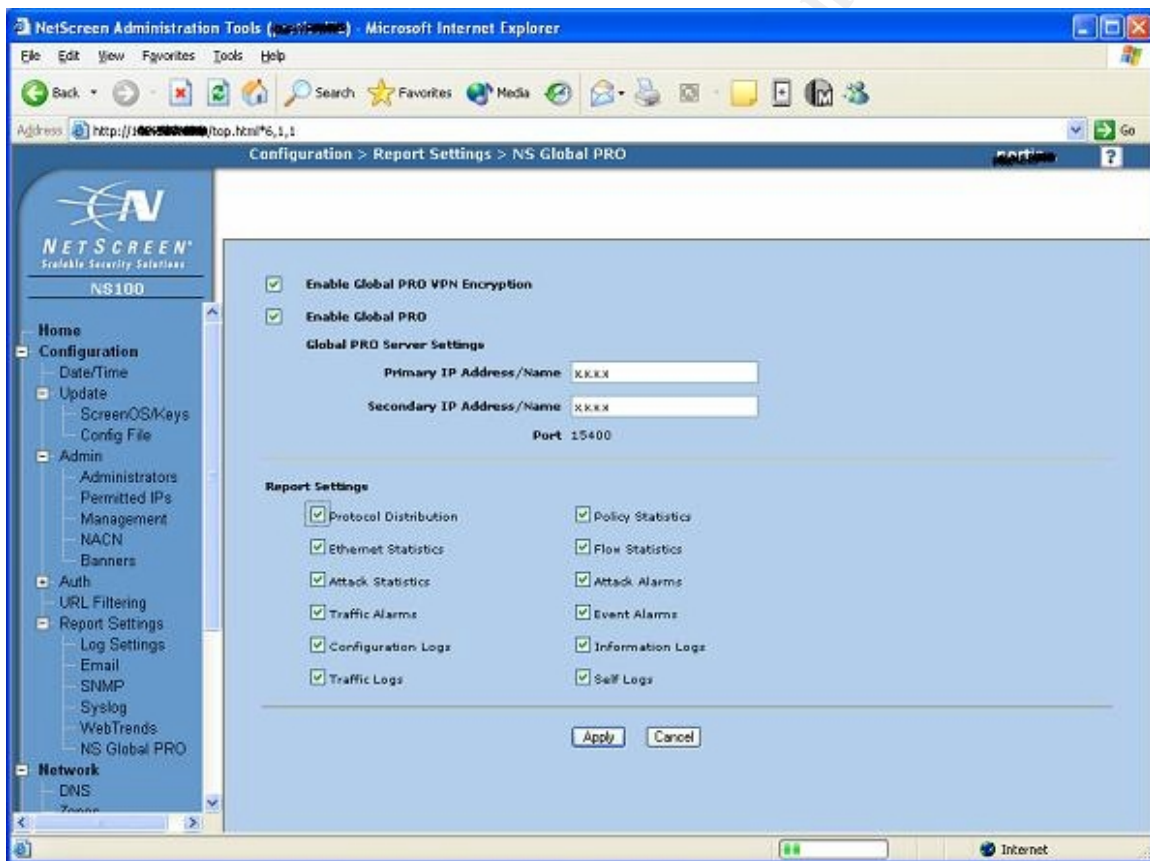 NetScreen Administration Tools ( ) - Microsoft Internet Explorer
File Edit View Favorites Tools Help
Back Search Favorites Media
Address http://1 /top.html*6,1,1 Go
Configuration > Report Settings > NS Global PRO ?
N
NETSCREEN
Scalable Security Solutions
NS100
Home
Configuration
Date/Time
Update
ScreenOS/Keys
Config File
Admin
Administrators
Permitted IPs
Management
NACN
Banners
Auth
URL Filtering
Report Settings
Log Settings
Email
SNMP
Syslog
WebTrends
NS Global PRO
Network
DNS
Zones
Enable Global PRO VPN Encryption
Enable Global PRO
Global PRO Server Settings
Primary IP Address/Name x.x.x.x
Secondary IP Address/Name x.x.x.x
Port 15400
Report Settings
Protocol Distribution Policy Statistics
Ethernet Statistics Flow Statistics
Attack Statistics Attack Alarms
Traffic Alarms Event Alarms
Configuration Logs Information Logs
Traffic Logs Self Logs
Apply Cancel
Internet